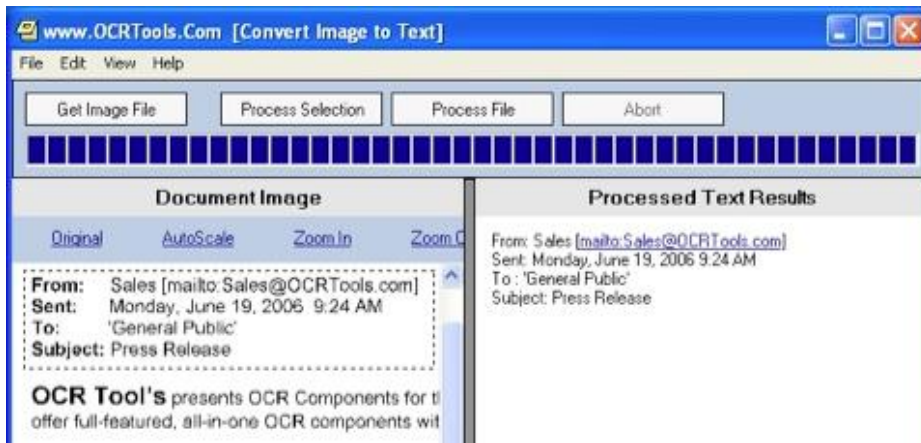 www.OCRTools.Com [Convert Image to Text]
File Edit View Help
Get Image File Process Selection Process File Abort
Document Image
Original AutoScale Zoom In Zoom
From: Sales [mailto:Sales@OCRTools.com]
Sent: Monday, June 19, 2006 9:24 AM
To: 'General Public'
Subject: Press Release
OCR Tool's presents OCR Components for
offer full-featured, all-in-one OCR components
Processed Text Results
From: Sales [mailto:Sales@OCRTools.com]
Sent: Monday, June 19, 2006 9:24 AM
To : 'General Public'
Subject: Press Release